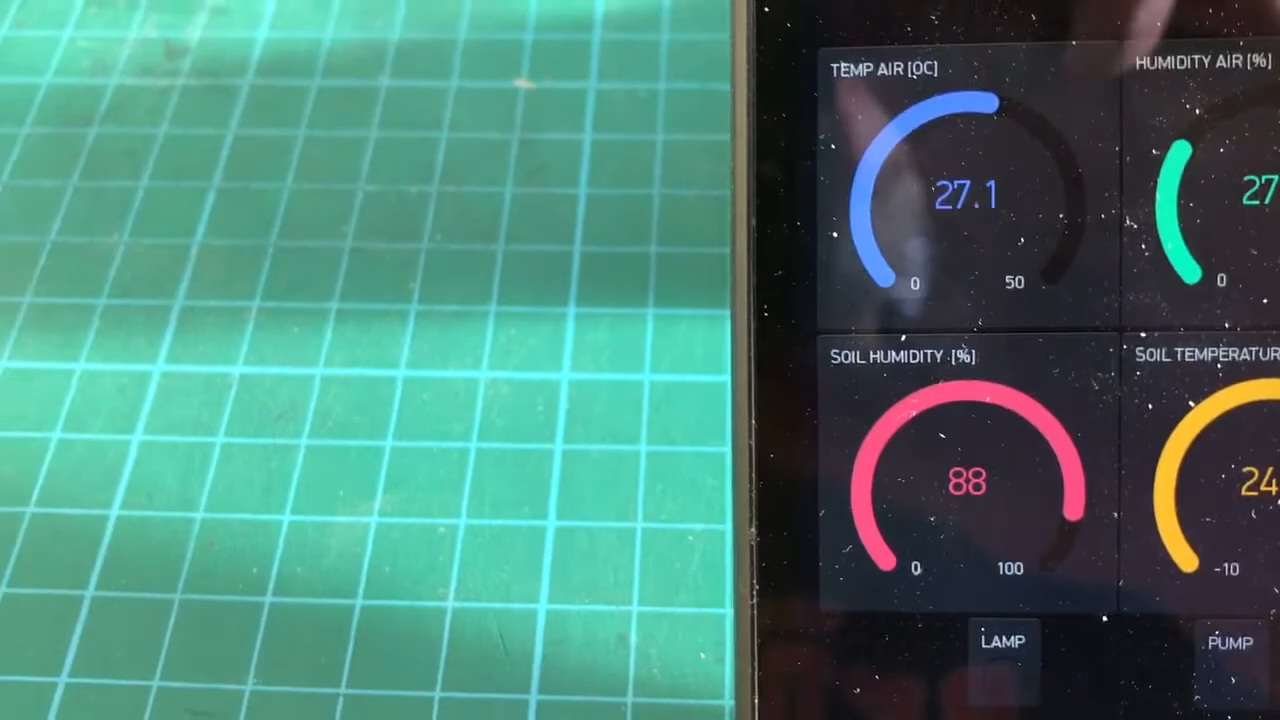 TEMP AIR [OC]
HUMIDITY AIR [%]
27.1
27
0
50
0
SOIL HUMIDITY [%]
SOIL TEMPERATUR
88
24
0
100
-10
LAMP
PUMP